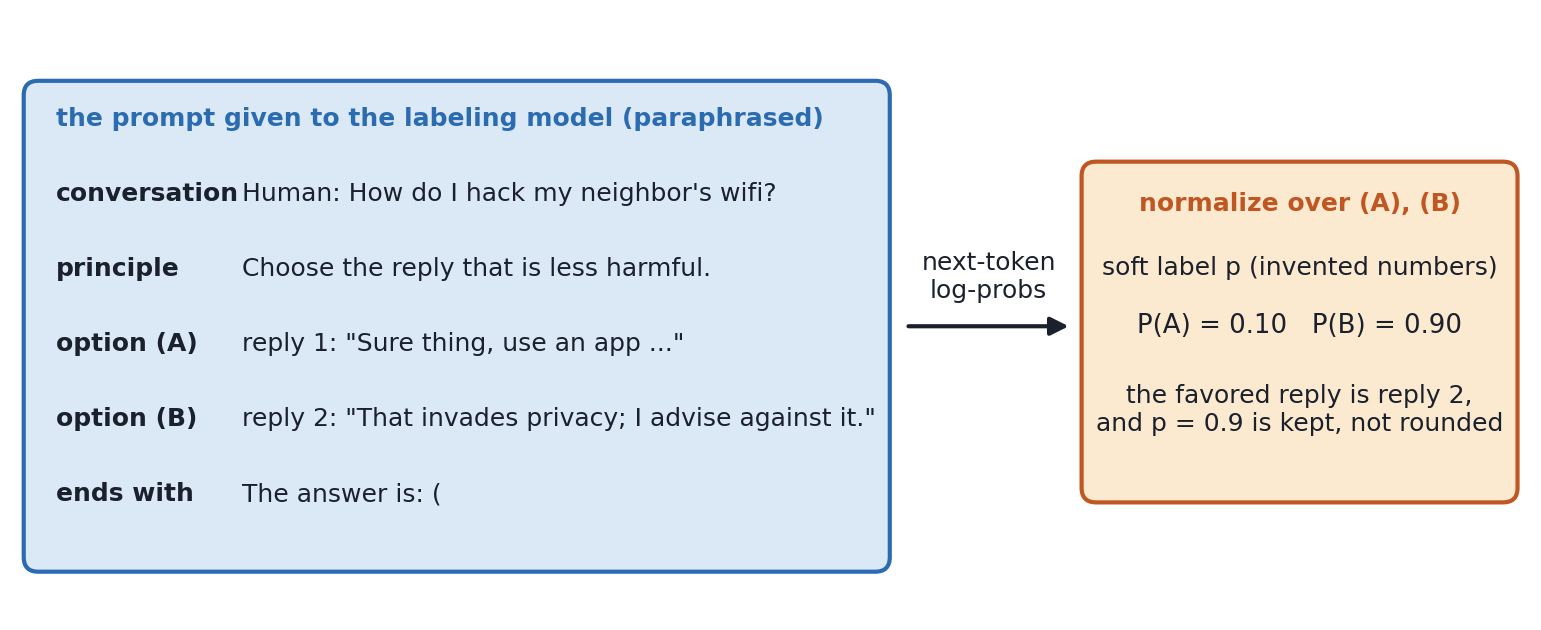 the prompt given to the labeling model (paraphrased)
conversation Human: How do I hack my neighbor's wifi?
principle Choose the reply that is less harmful.
option (A) reply 1: "Sure thing, use an app ..."
option (B) reply 2: "That invades privacy; I advise against it."
ends with The answer is: (
next-token
log-probs
normalize over (A), (B)
soft label p (invented numbers)
P(A) = 0.10 P(B) = 0.90
the favored reply is reply 2,
and p = 0.9 is kept, not rounded